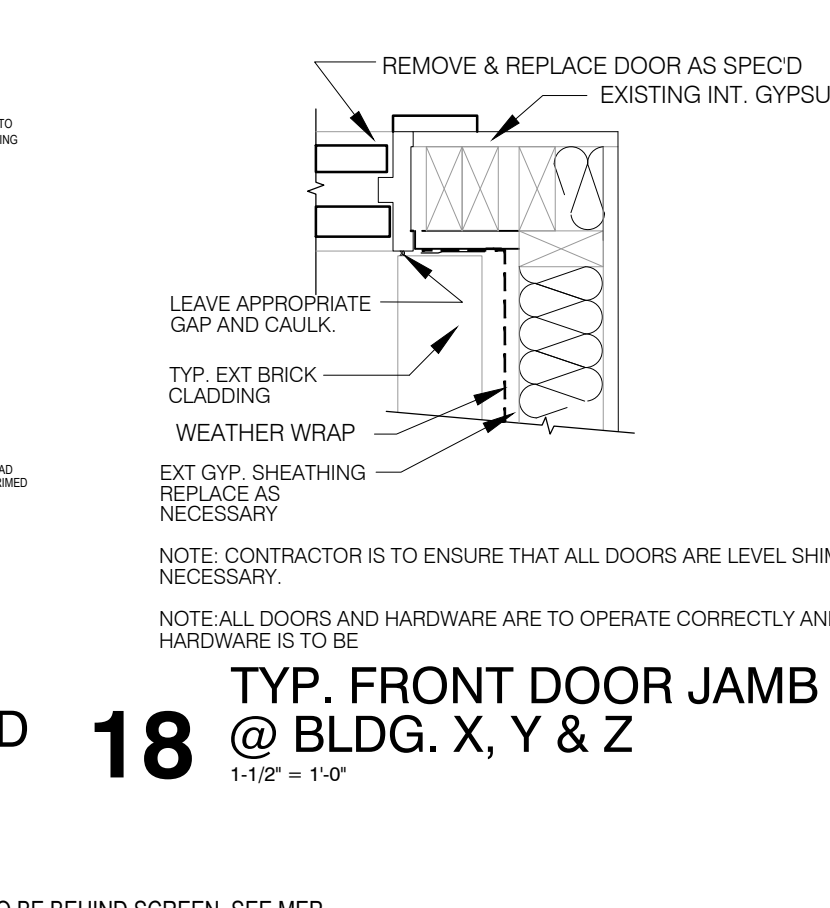 REMOVE & REPLACE DOOR AS SPEC'D
EXISTING INT. GYPSU
TO
ING
LEAVE APPROPRIATE
GAP AND CAULK.
TYP. EXT BRICK
CLADDING
WEATHER WRAP
EXT GYP. SHEATHING
REPLACE AS
NECESSARY
AD
RIMED
NOTE: CONTRACTOR IS TO ENSURE THAT ALL DOORS ARE LEVEL SHIM
NECESSARY.
NOTE:ALL DOORS AND HARDWARE ARE TO OPERATE CORRECTLY AND
HARDWARE IS TO BE
D
18
TYP. FRONT DOOR JAMB
@ BLDG. X, Y & Z
1-1/2" = 1'-0"
O BE BEHIND SCREEN, SEE MEP